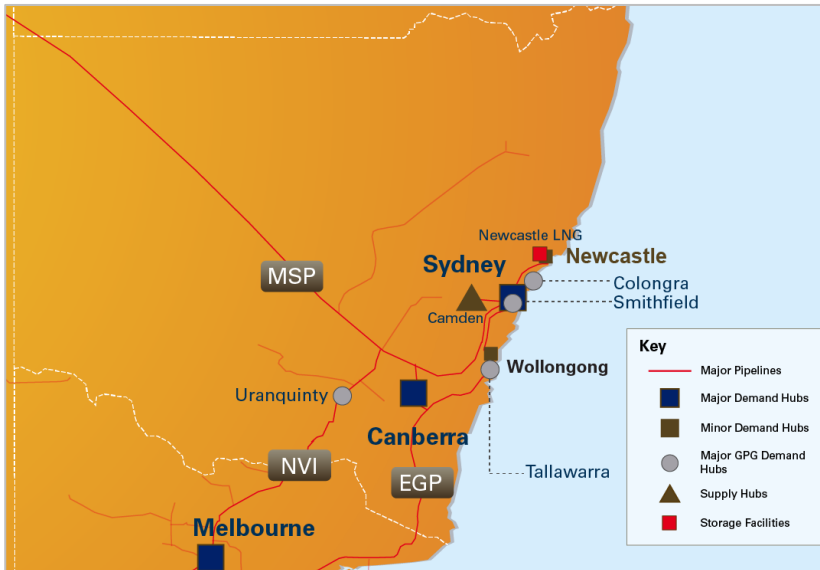 Newcastle LNG
Newcastle
Sydney
MSP
Colongra
Smithfield
Camden
Wollongong
Uranquinty
Canberra
NVI
EGP
Tallawarra
Melbourne
Key
Major Pipelines
Major Demand Hubs
Minor Demand Hubs
Major GPG Demand
Hubs
Supply Hubs
Storage Facilities